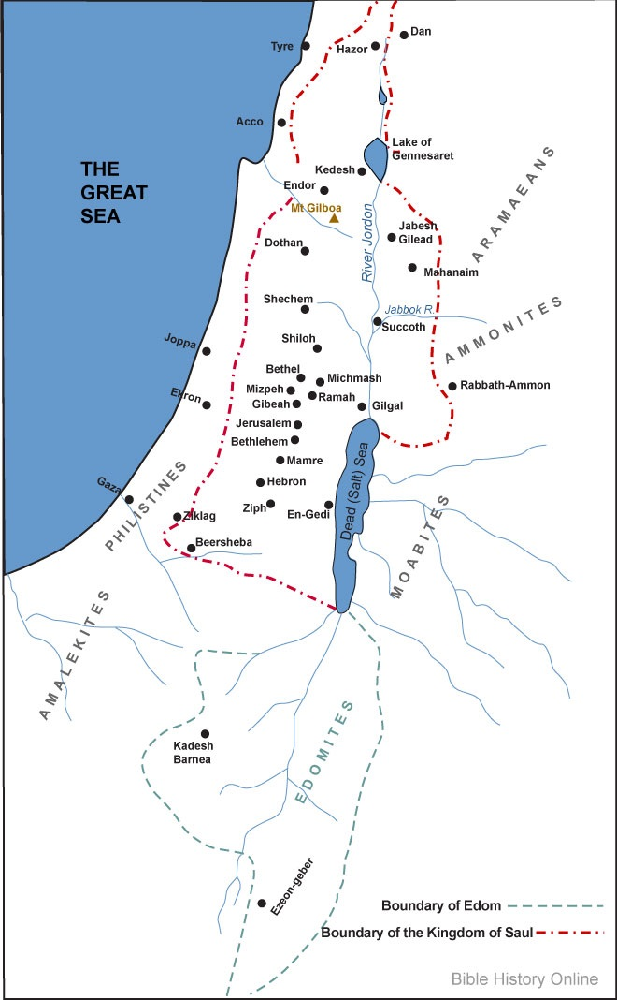 Dan
Tyre
Hazor
Acco
Lake of
Gennesaret
Kedesh
THE
GREAT
SEA
Endor
Mt Gilboa
ARAMAEANS
River Jordon
Jabesh
Gilead
Dothan
Mahanaim
Shechem
Jabbok R.
Succoth
AMMONITES
Shiloh
Joppa
Bethel
Michmash
Rabbath-Ammon
Mizpeh
Ramah
Ekron
Gibeah
Gilgal
Jerusalem
Bethlehem
Mamre
Dead (Salt) Sea
Hebron
Gaza
PHILISTINES
Ziph
En-Gedi
Ziklag
Beersheba
MOABITES
AMALEKITES
Kadesh
Barnea
EDOMITES
Ezeon-geber
Boundary of Edom
Boundary of the Kingdom of Saul
Bible History Online